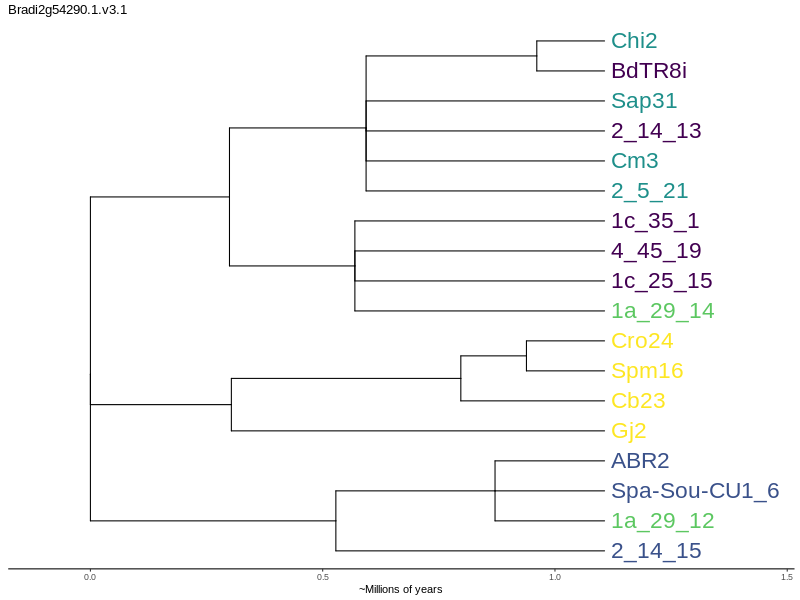 Bradi2g54290.1.v3.1
Chi2
BdTR8i
Sap31
2_14_13
Cm3
2_5_21
1c_35_1
4_45_19
1c_25_15
1a_29_14
Cro24
Spm16
Cb23
Gj2
ABR2
Spa-Sou-CU1_6
1a_29_12
2_14_15
0.0 0.5 1.0 1.5
~Millions of years